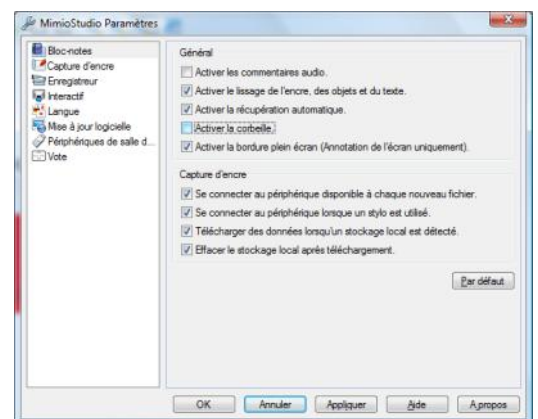 MimioStudio Paramètres
Bloc-notes
Capture d'encre
Enregistreur
Interactif
Langue
Mise à jour logicielle
Périphériques de salle d...
Vote
Général
Activer les commentaires audio.
Activer le lissage de l'encre, des objets et du texte.
Activer la récupération automatique.
Activer la corbeille.
Activer la bordure plein écran (Annotation de l'écran uniquement).
Capture d'encre
Se connecter au périphérique disponible à chaque nouveau fichier.
Se connecter au périphérique lorsque un stylo est utilisé.
Télécharger des données lorsqu'un stockage local est détecté.
Effacer le stockage local après téléchargement.
Par défaut
OK Annuler Appliquer Aide A propos